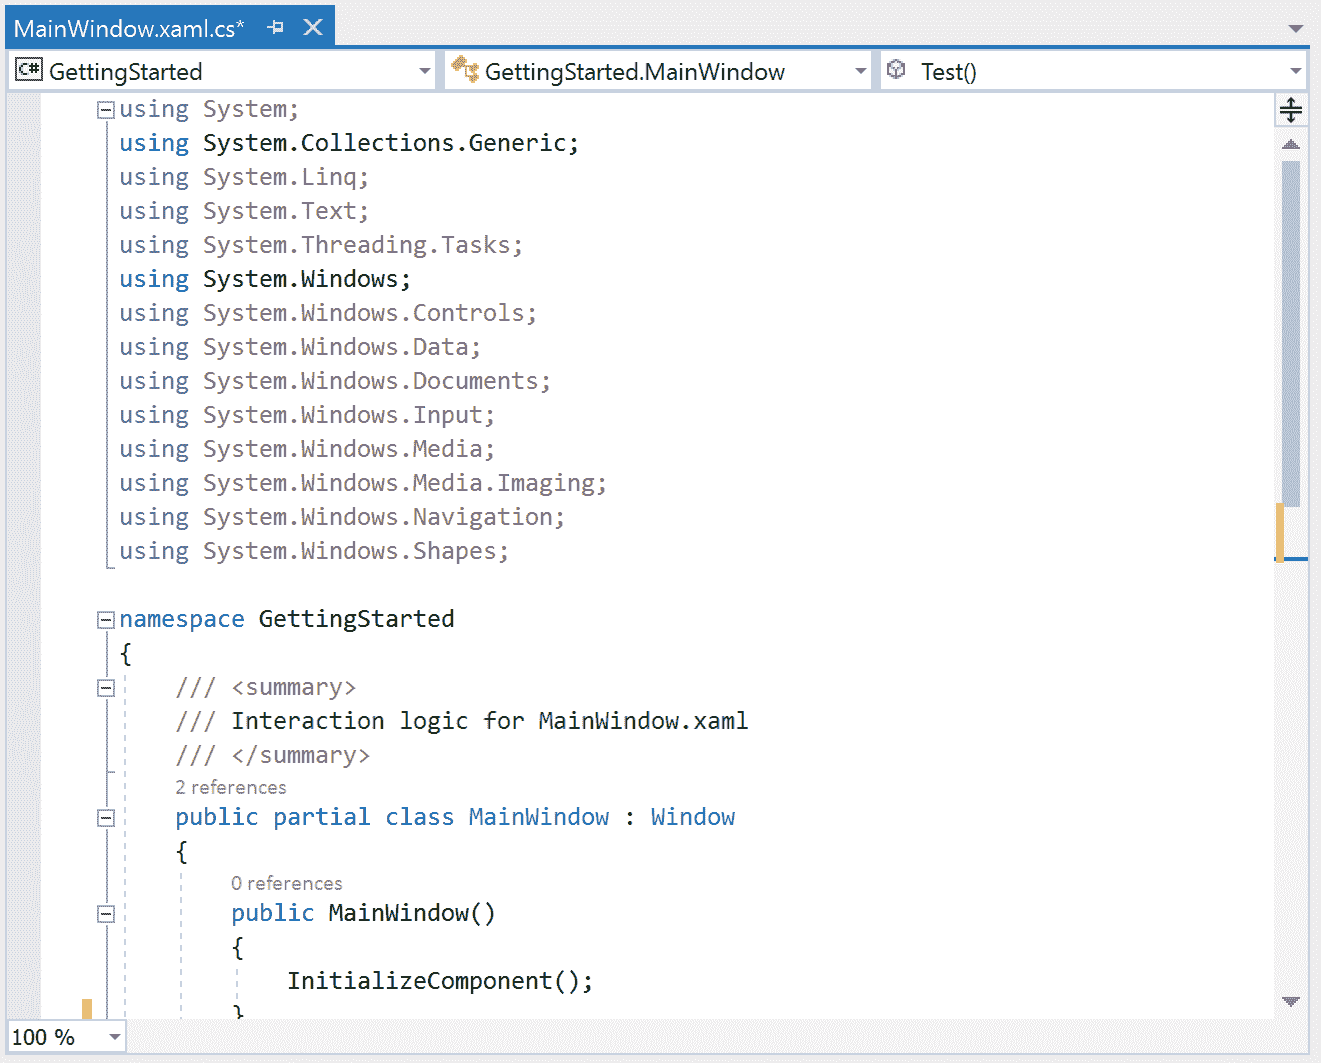 MainWindow.xaml.cs*
C# GettingStarted GettingStarted.MainWindow Test()
using System;
using System.Collections.Generic;
using System.Linq;
using System.Text;
using System.Threading.Tasks;
using System.Windows;
using System.Windows.Controls;
using System.Windows.Data;
using System.Windows.Documents;
using System.Windows.Input;
using System.Windows.Media;
using System.Windows.Media.Imaging;
using System.Windows.Navigation;
using System.Windows.Shapes;
namespace GettingStarted
{
/// <summary>
/// Interaction logic for MainWindow.xaml
/// </summary>
2 references
public partial class MainWindow : Window
{
0 references
public MainWindow()
{
InitializeComponent();
}
100 %